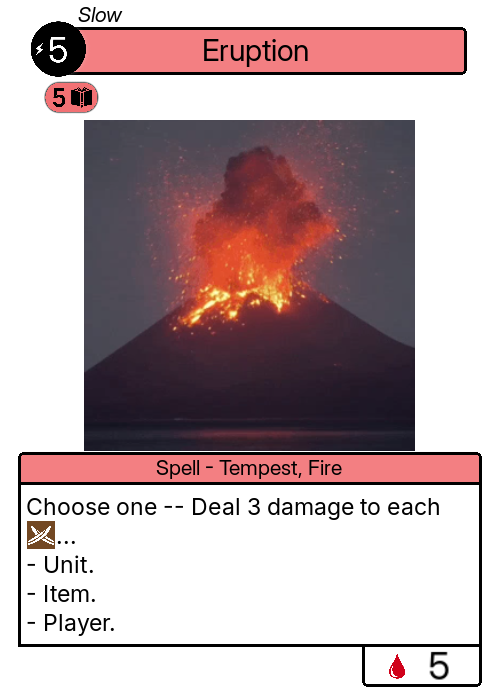 Slow
5
Eruption
5
Spell - Tempest, Fire
Choose one -- Deal 3 damage to each
...
- Unit.
- Item.
- Player.
5